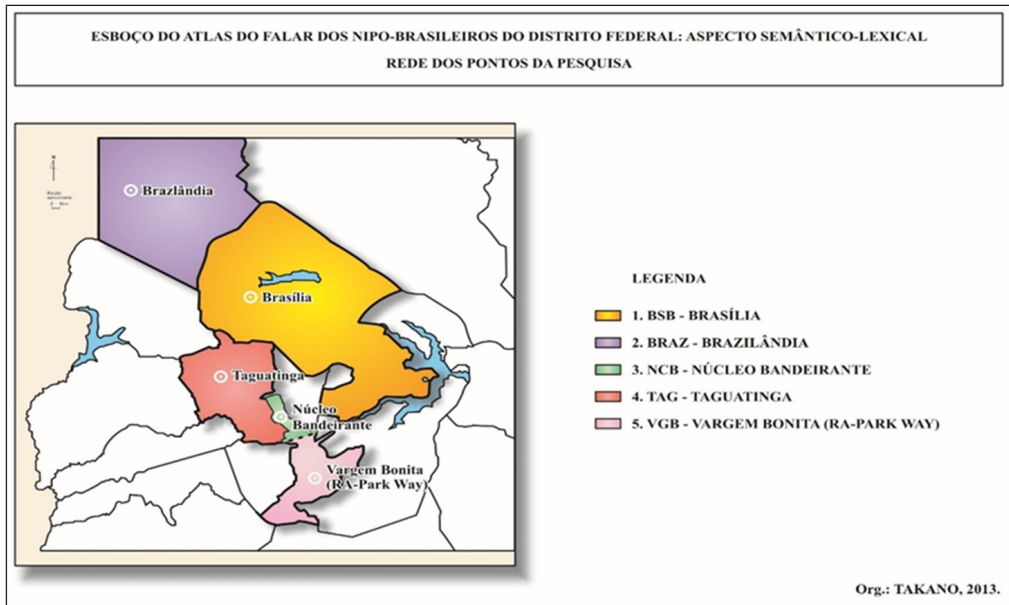 ESBOÇO DO ATLAS DO FALAR DOS NIPO-BRASILEIROS DO DISTRITO FEDERAL: ASPECTO SEMÂNTICO-LEXICAL
REDE DOS PONTOS DA PESQUISA
N
Brazlândia
Brasília
Taguatinga
Núcleo
Bandeirante
Vargem Bonita
(RA-Park Way)
LEGENDA
1. BSB - BRASÍLIA
2. BRAZ - BRAZILÂNDIA
3. NCB - NÚCLEO BANDEIRANTE
4. TAG - TAGUATINGA
5. VGB - VARGEM BONITA (RA-PARK WAY)
Org.: TAKANO, 2013.